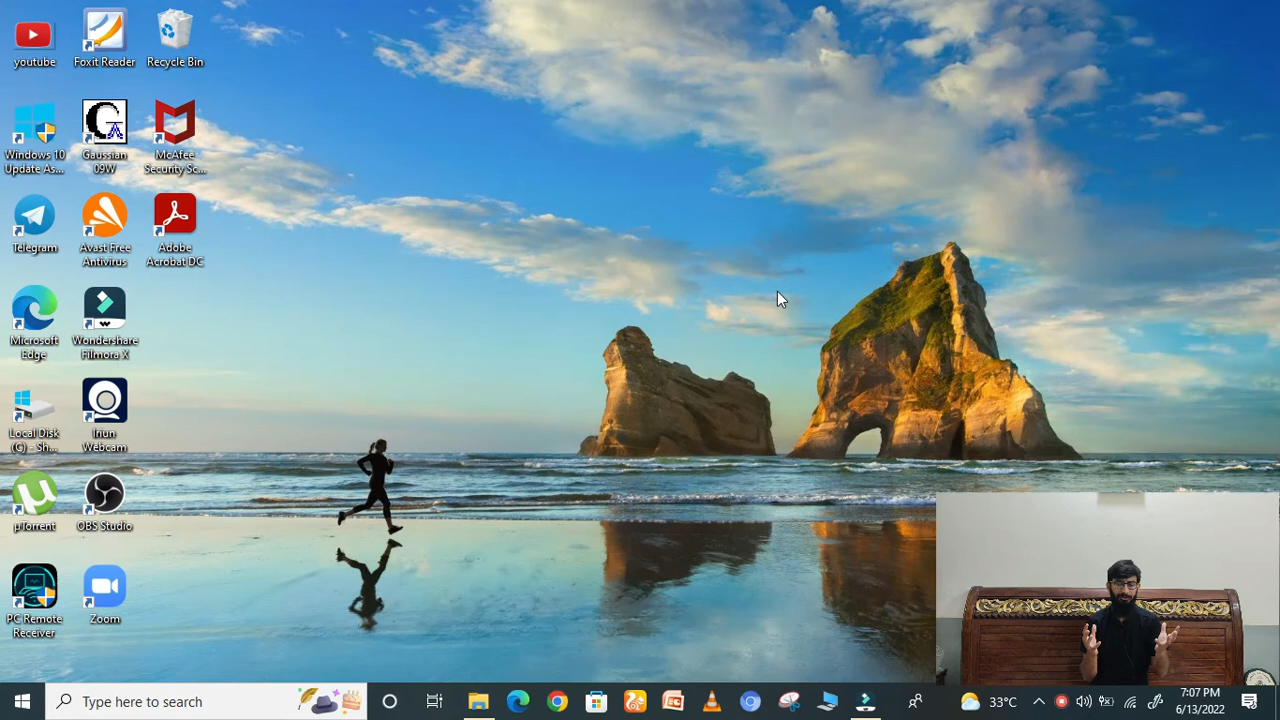 youtube
Foxit Reader
Recycle Bin
Windows 10
Update As...
Gaussian
09W
McAfee
Security Sc...
Telegram
Avast Free
Antivirus
Adobe
Acrobat DC
Microsoft
Edge
Wondershare
Filmora X
Local Disk
(C) - Sh...
Iriun
Webcam
µTorrent
OBS Studio
PC Remote
Receiver
Zoom
Type here to search
33°C
7:07 PM
6/13/2022